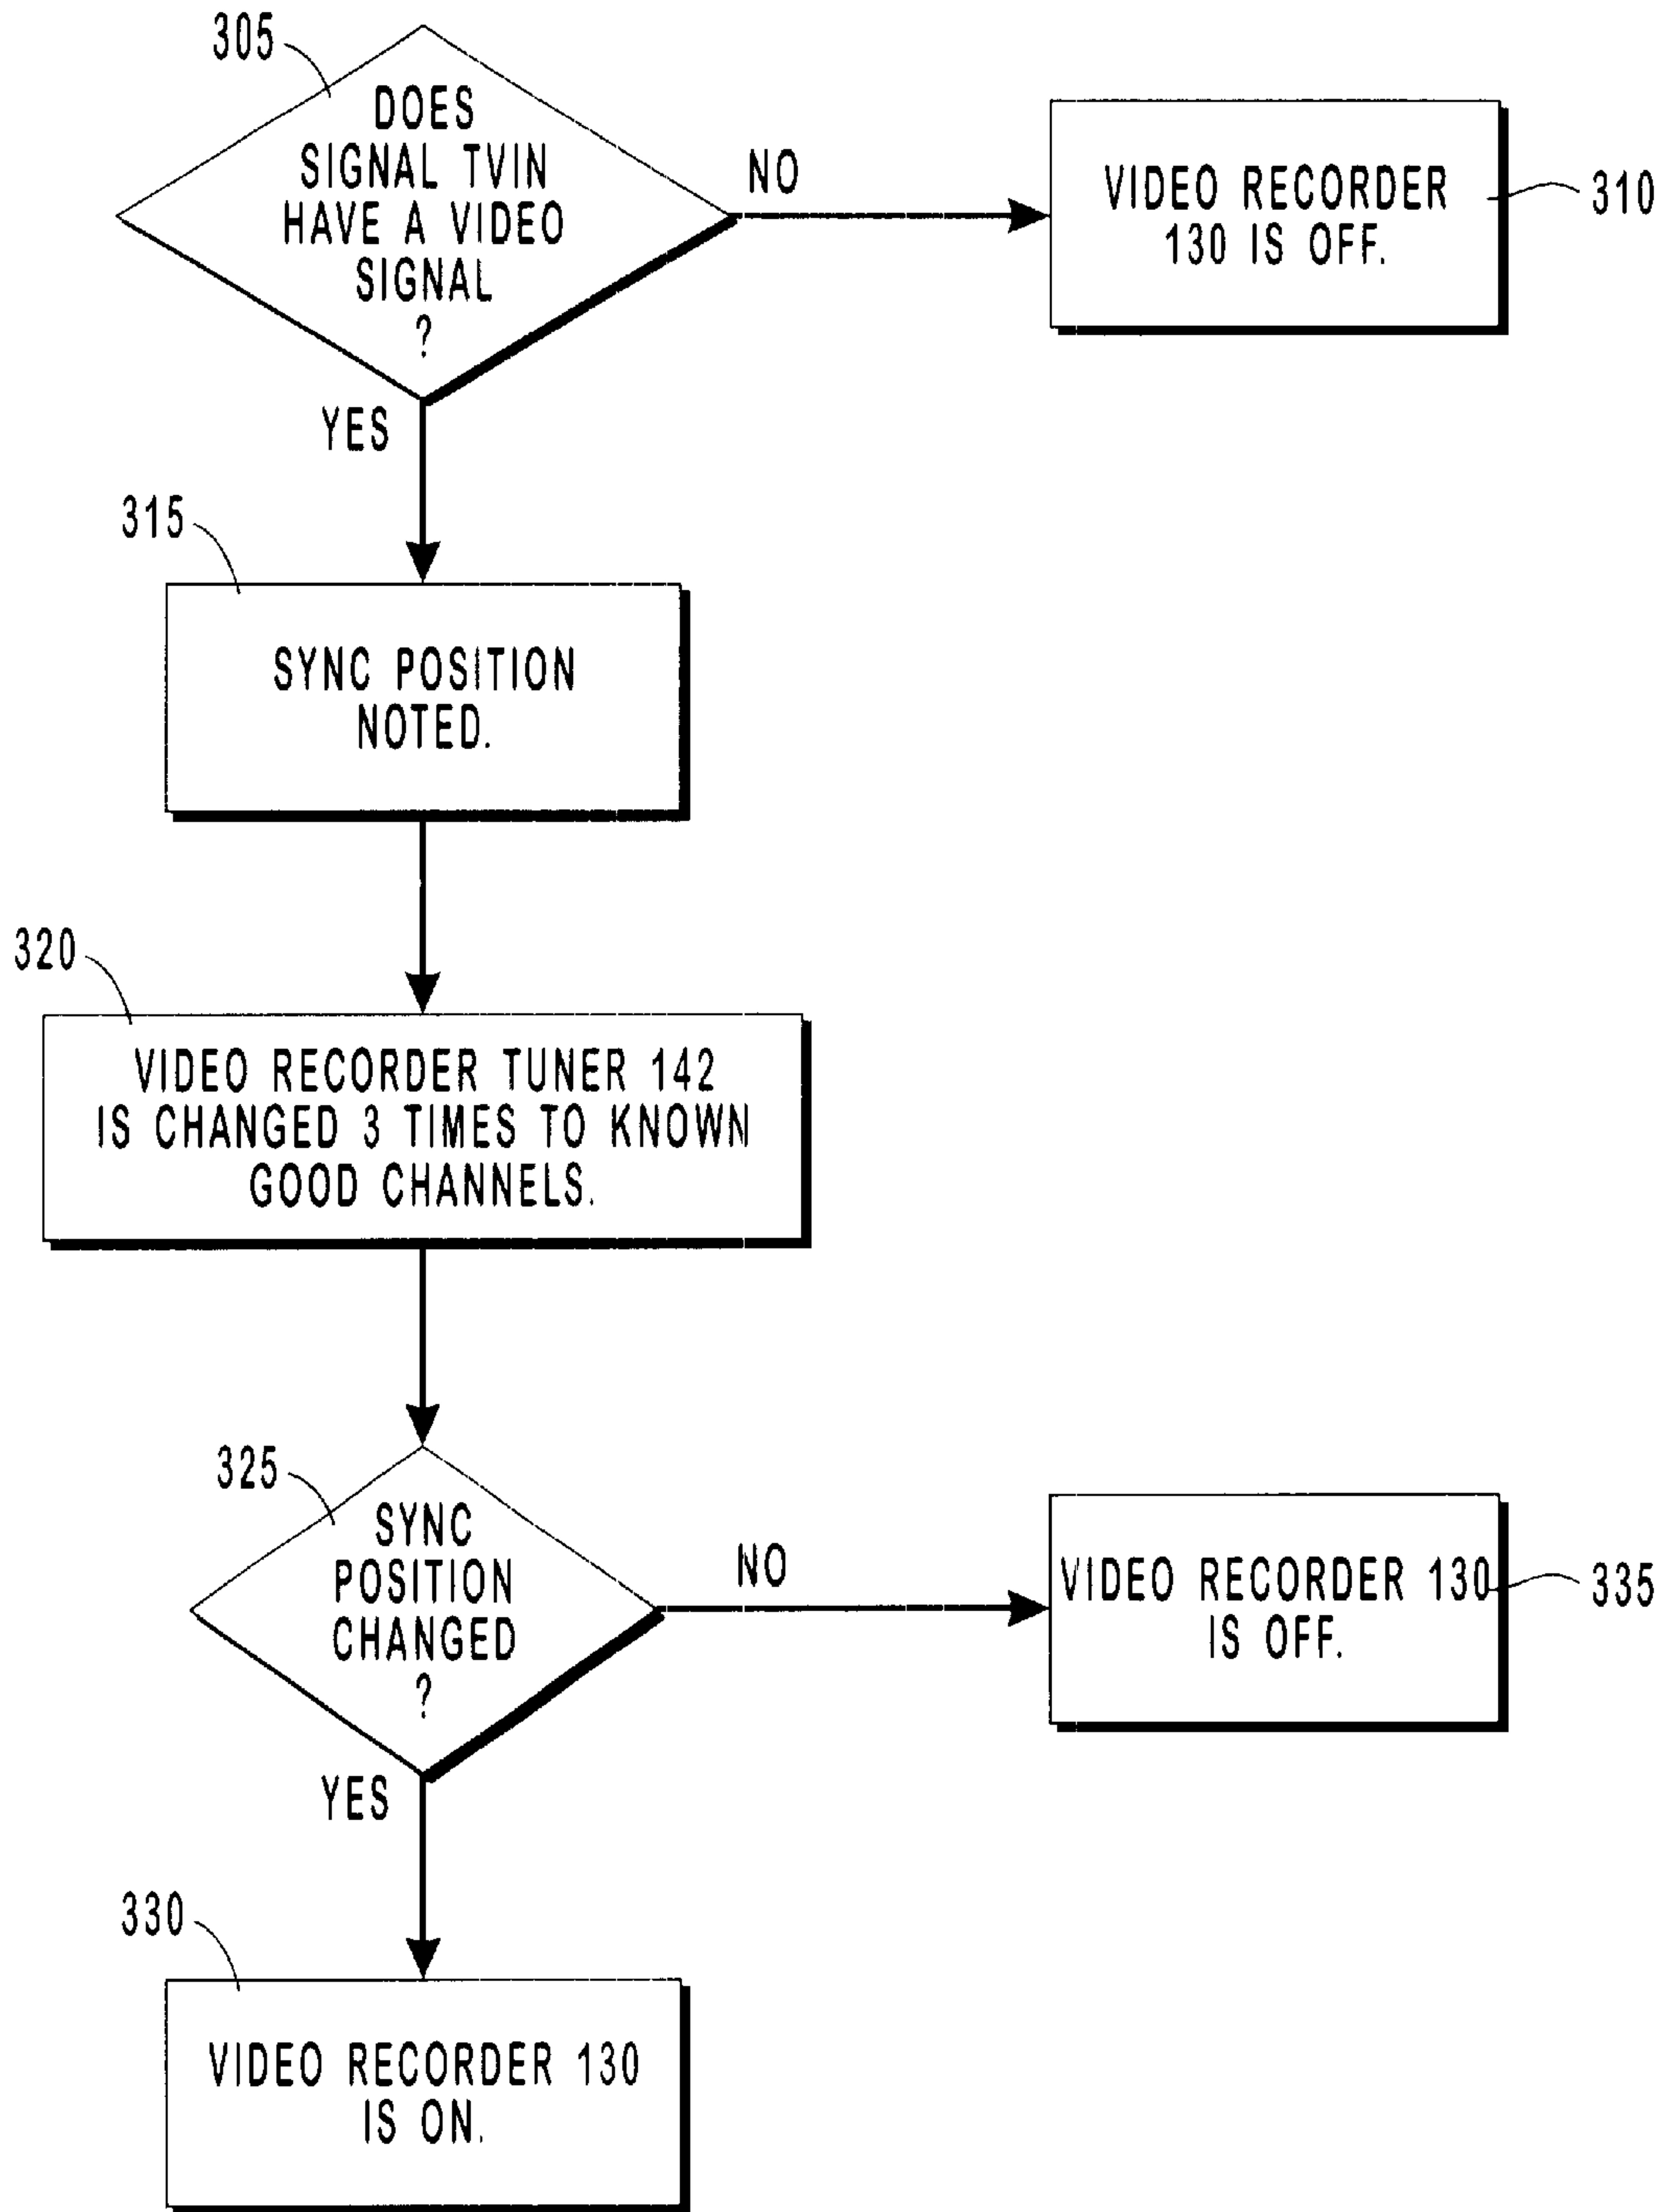 305
DOES
SIGNAL TVIN
HAVE A VIDEO
SIGNAL
?
NO
VIDEO RECORDER
130 IS OFF.
310
YES
315
SYNC POSITION
NOTED.
320
VIDEO RECORDER TUNER 142
IS CHANGED 3 TIMES TO KNOWN
GOOD CHANNELS.
325
SYNC
POSITION
CHANGED
?
NO
VIDEO RECORDER 130
IS OFF.
335
YES
330
VIDEO RECORDER 130
IS ON.